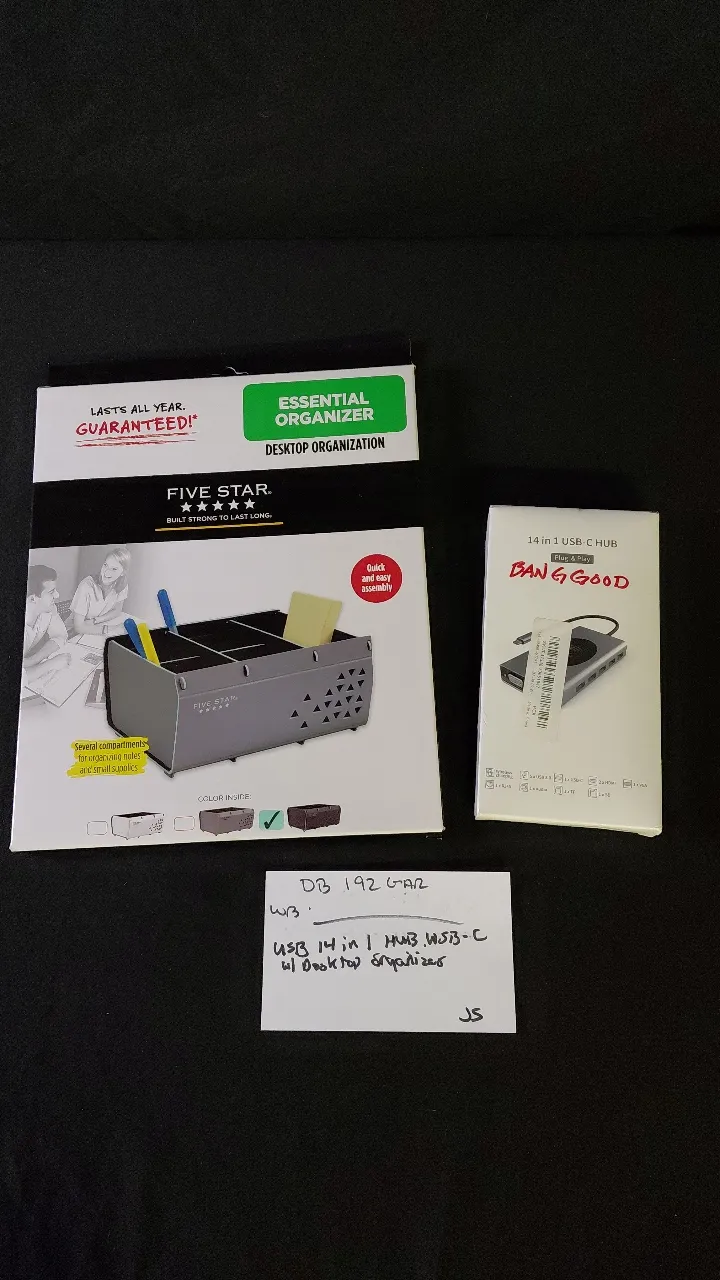 LASTS ALL YEAR.
GUARANTEED!*
ESSENTIAL
ORGANIZER
DESKTOP ORGANIZATION
FIVE STAR®
BUILT STRONG TO LAST LONG.
Quick
and easy
assembly
FIVE STAR
Several compartments
for organizing notes
and small supplies
COLOR INSIDE:
14 in 1 USB-C HUB
Plug & Play
BANGGOOD
DB 192 GAR
WB.
USB 14 in 1 HUB. USB-C
w/ Desktop organizer
JS